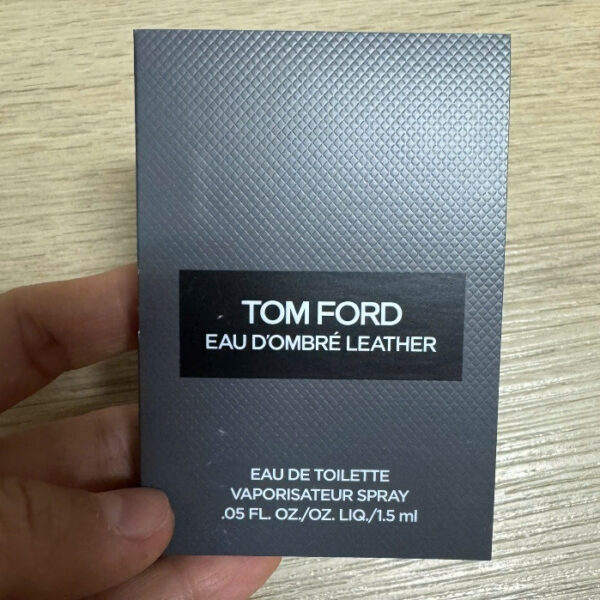 TOM FORD
EAU D'OMBRÉ LEATHER
EAU DE TOILETTE
VAPORISATEUR SPRAY
.05 FL. OZ./OZ. LIQ./1.5 ml